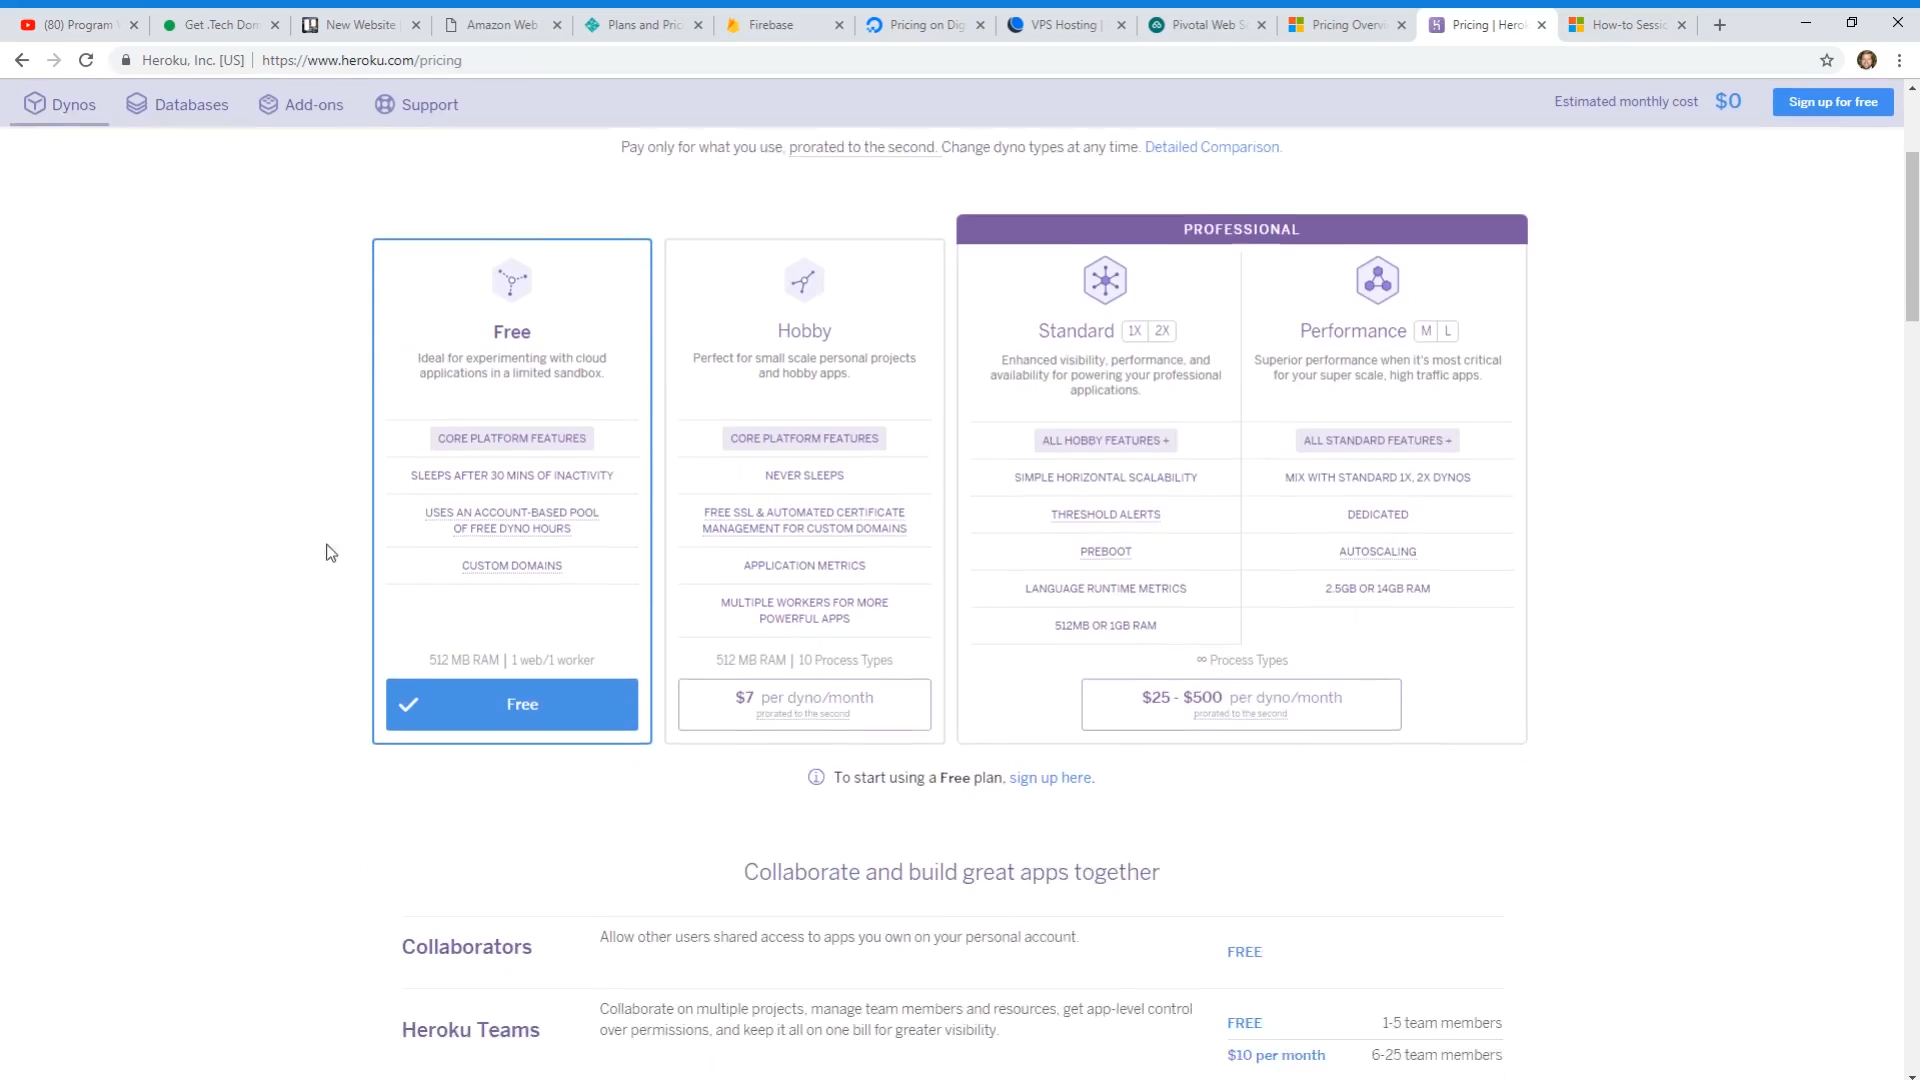 (80) Program
Get .Tech Dom
New Website
Amazon Web
Plans and Pric
Firebase
Pricing on Dig
VPS Hosting |
Pivotal Web S
Pricing Overvi
Pricing | Hero
How-to Sessio
Heroku, Inc. [US] | https://www.heroku.com/pricing
Dynos
Databases
Add-ons
Support
Estimated monthly cost $0
Sign up for free
Pay only for what you use, prorated to the second. Change dyno types at any time. Detailed Comparison.
PROFESSIONAL
Free
Ideal for experimenting with cloud
applications in a limited sandbox.
CORE PLATFORM FEATURES
SLEEPS AFTER 30 MINS OF INACTIVITY
USES AN ACCOUNT-BASED POOL
OF FREE DYNO HOURS
CUSTOM DOMAINS
512 MB RAM | 1 web/1 worker
Free
Hobby
Perfect for small scale personal projects
and hobby apps.
CORE PLATFORM FEATURES
NEVER SLEEPS
FREE SSL & AUTOMATED CERTIFICATE
MANAGEMENT FOR CUSTOM DOMAINS
APPLICATION METRICS
MULTIPLE WORKERS FOR MORE
POWERFUL APPS
512 MB RAM | 10 Process Types
$7 per dyno/month
prorated to the second
Standard 1X 2X
Enhanced visibility, performance, and
availability for powering your professional
applications.
ALL HOBBY FEATURES +
SIMPLE HORIZONTAL SCALABILITY
THRESHOLD ALERTS
PREBOOT
LANGUAGE RUNTIME METRICS
512MB OR 1GB RAM
Performance M L
Superior performance when it's most critical
for your super scale, high traffic apps.
ALL STANDARD FEATURES +
MIX WITH STANDARD 1X, 2X DYNOS
DEDICATED
AUTOSCALING
2.5GB OR 14GB RAM
∞ Process Types
$25 - $500 per dyno/month
prorated to the second
To start using a Free plan, sign up here.
Collaborate and build great apps together
Collaborators
Allow other users shared access to apps you own on your personal account.
FREE
Heroku Teams
Collaborate on multiple projects, manage team members and resources, get app-level control
over permissions, and keep it all on one bill for greater visibility.
FREE 1-5 team members
$10 per month 6-25 team members